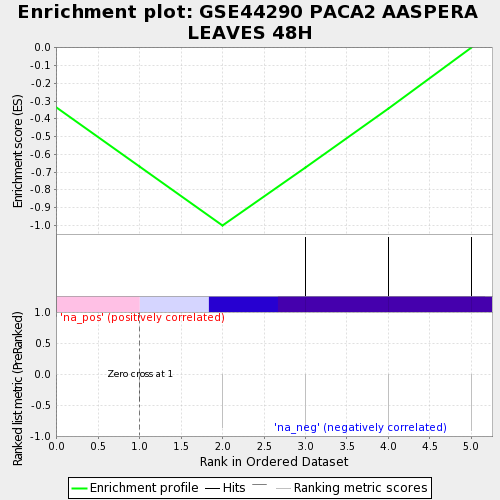 Enrichment plot: GSE44290 PACA2 AASPERA
LEAVES 48H
Enrichment score (ES)
0.0
-0.1
-0.2
-0.3
-0.4
-0.5
-0.6
-0.7
-0.8
-0.9
-1.0
Ranked list metric (PreRanked)
1.0
0.5
0.0
-0.5
-1.0
'na_pos' (positively correlated)
Zero cross at 1
'na_neg' (negatively correlated)
0.0 0.5 1.0 1.5 2.0 2.5 3.0 3.5 4.0 4.5 5.0
Rank in Ordered Dataset
Enrichment profile Hits Ranking metric scores